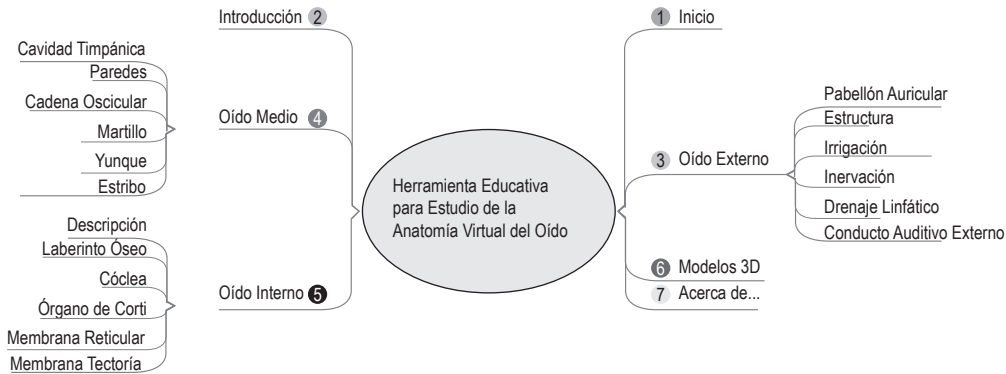 Introducción 2
Cavidad Timpánica
Paredes
Cadena Oscicular
Martillo
Yunque
Estribo
Oído Medio 4
Descripción
Laberinto Óseo
Cóclea
Órgano de Corti
Membrana Reticular
Membrana Tectoría
Oído Interno 5
Herramienta Educativa
para Estudio de la
Anatomía Virtual del Oído
1 Inicio
3 Oído Externo
Pabellón Auricular
Estructura
Irrigación
Inervación
Drenaje Linfático
Conducto Auditivo Externo
6 Modelos 3D
7 Acerca de...